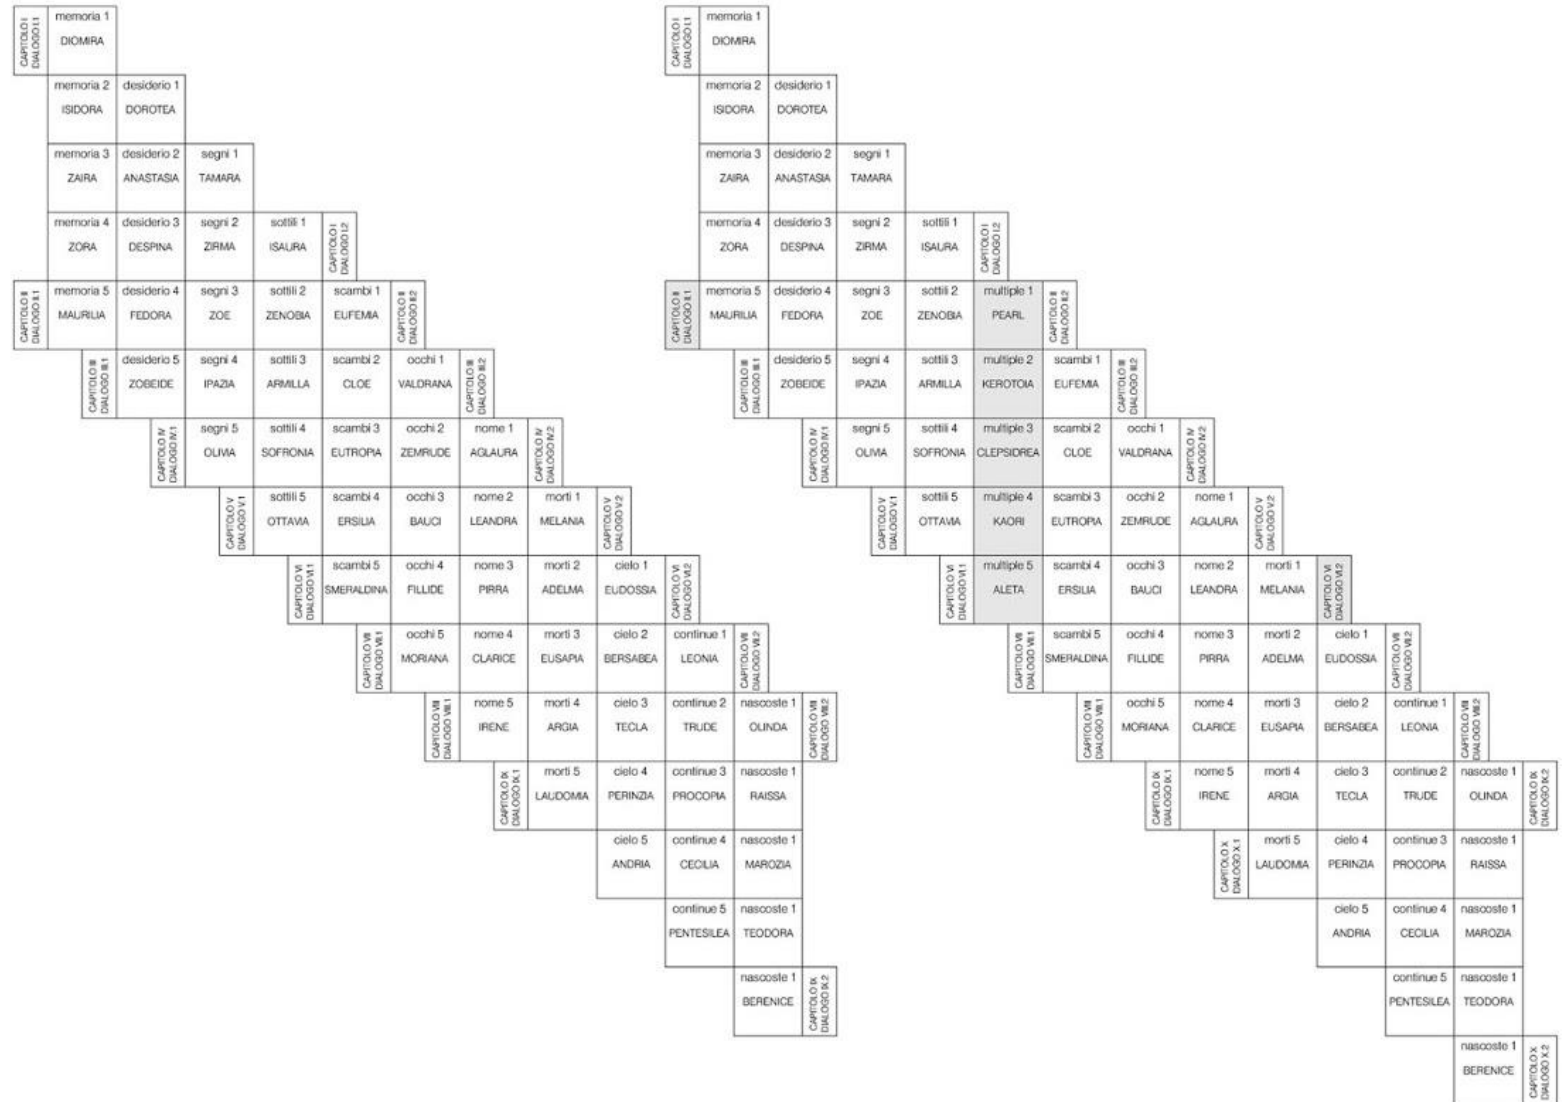 CAPITOLO I
DIALOGO I.1
memoria 1
DIOMIRA
memoria 2 desiderio 1
ISIDORA DOROTEA
memoria 3 desiderio 2 segni 1
ZAIRA ANASTASIA TAMARA
memoria 4 desiderio 3 segni 2 sottili 1
ZORA DESPINA ZIRMA ISAURA
CAPITOLO I
DIALOGO I.2
CAPITOLO II
DIALOGO II.1
memoria 5 desiderio 4 segni 3 sottili 2 scambi 1
MAURILIA FEDORA ZOE ZENOBIA EUFEMIA
CAPITOLO II
DIALOGO II.2
CAPITOLO III
DIALOGO III.1
desiderio 5 segni 4 sottili 3 scambi 2 occhi 1
ZOBEIDE IPAZIA ARMILLA CLOE VALDRANA
CAPITOLO III
DIALOGO III.2
CAPITOLO IV
DIALOGO IV.1
segni 5 sottili 4 scambi 3 occhi 2 nome 1
OLIVIA SOFRONIA EUTROPIA ZEMRUDE AGLAURA
CAPITOLO IV
DIALOGO IV.2
CAPITOLO V
DIALOGO V.1
sottili 5 scambi 4 occhi 3 nome 2 morti 1
OTTAVIA ERSILIA BAUCI LEANDRA MELANIA
CAPITOLO V
DIALOGO V.2
CAPITOLO VI
DIALOGO VI.1
scambi 5 occhi 4 nome 3 morti 2 cielo 1
SMERALDINA FILLIDE PIRRA ADELMA EUDOSSIA
CAPITOLO VI
DIALOGO VI.2
CAPITOLO VII
DIALOGO VII.1
occhi 5 nome 4 morti 3 cielo 2 continue 1
MORIANA CLARICE EUSAPIA BERSABEA LEONIA
CAPITOLO VII
DIALOGO VII.2
CAPITOLO VIII
DIALOGO VIII.1
nome 5 morti 4 cielo 3 continue 2 nascoste 1
IRENE ARGIA TECLA TRUDE OLINDA
CAPITOLO VIII
DIALOGO VIII.2
CAPITOLO IX
DIALOGO IX.1
morti 5 cielo 4 continue 3 nascoste 1
LAUDOMIA PERINZIA PROCOPIA RAISSA
cielo 5 continue 4 nascoste 1
ANDRIA CECILIA MAROZIA
continue 5 nascoste 1
PENTESILEA TEODORA
nascoste 1
BERENICE
CAPITOLO IX
DIALOGO IX.2
CAPITOLO I
DIALOGO I.1
memoria 1
DIOMIRA
memoria 2 desiderio 1
ISIDORA DOROTEA
memoria 3 desiderio 2 segni 1
ZAIRA ANASTASIA TAMARA
memoria 4 desiderio 3 segni 2 sottili 1
ZORA DESPINA ZIRMA ISAURA
CAPITOLO I
DIALOGO I.2
CAPITOLO II
DIALOGO II.1
memoria 5 desiderio 4 segni 3 sottili 2 multiple 1
MAURILIA FEDORA ZOE ZENOBIA PEARL
CAPITOLO II
DIALOGO II.2
CAPITOLO III
DIALOGO III.1
desiderio 5 segni 4 sottili 3 multiple 2 scambi 1
ZOBEIDE IPAZIA ARMILLA KEROTOIA EUFEMIA
CAPITOLO III
DIALOGO III.2
CAPITOLO IV
DIALOGO IV.1
segni 5 sottili 4 multiple 3 scambi 2 occhi 1
OLIVIA SOFRONIA CLEPSIDREA CLOE VALDRANA
CAPITOLO IV
DIALOGO IV.2
CAPITOLO V
DIALOGO V.1
sottili 5 multiple 4 scambi 3 occhi 2 nome 1
OTTAVIA KAORI EUTROPIA ZEMRUDE AGLAURA
CAPITOLO V
DIALOGO V.2
CAPITOLO VI
DIALOGO VI.1
multiple 5 scambi 4 occhi 3 nome 2 morti 1
ALETA ERSILIA BAUCI LEANDRA MELANIA
CAPITOLO VI
DIALOGO VI.2
CAPITOLO VII
DIALOGO VII.1
scambi 5 occhi 4 nome 3 morti 2 cielo 1
SMERALDINA FILLIDE PIRRA ADELMA EUDOSSIA
CAPITOLO VII
DIALOGO VII.2
CAPITOLO VIII
DIALOGO VIII.1
occhi 5 nome 4 morti 3 cielo 2 continue 1
MORIANA CLARICE EUSAPIA BERSABEA LEONIA
CAPITOLO VIII
DIALOGO VIII.2
CAPITOLO IX
DIALOGO IX.1
nome 5 morti 4 cielo 3 continue 2 nascoste 1
IRENE ARGIA TECLA TRUDE OLINDA
CAPITOLO IX
DIALOGO IX.2
CAPITOLO X
DIALOGO X.1
morti 5 cielo 4 continue 3 nascoste 1
LAUDOMIA PERINZIA PROCOPIA RAISSA
cielo 5 continue 4 nascoste 1
ANDRIA CECILIA MAROZIA
continue 5 nascoste 1
PENTESILEA TEODORA
nascoste 1
BERENICE
CAPITOLO X
DIALOGO X.2